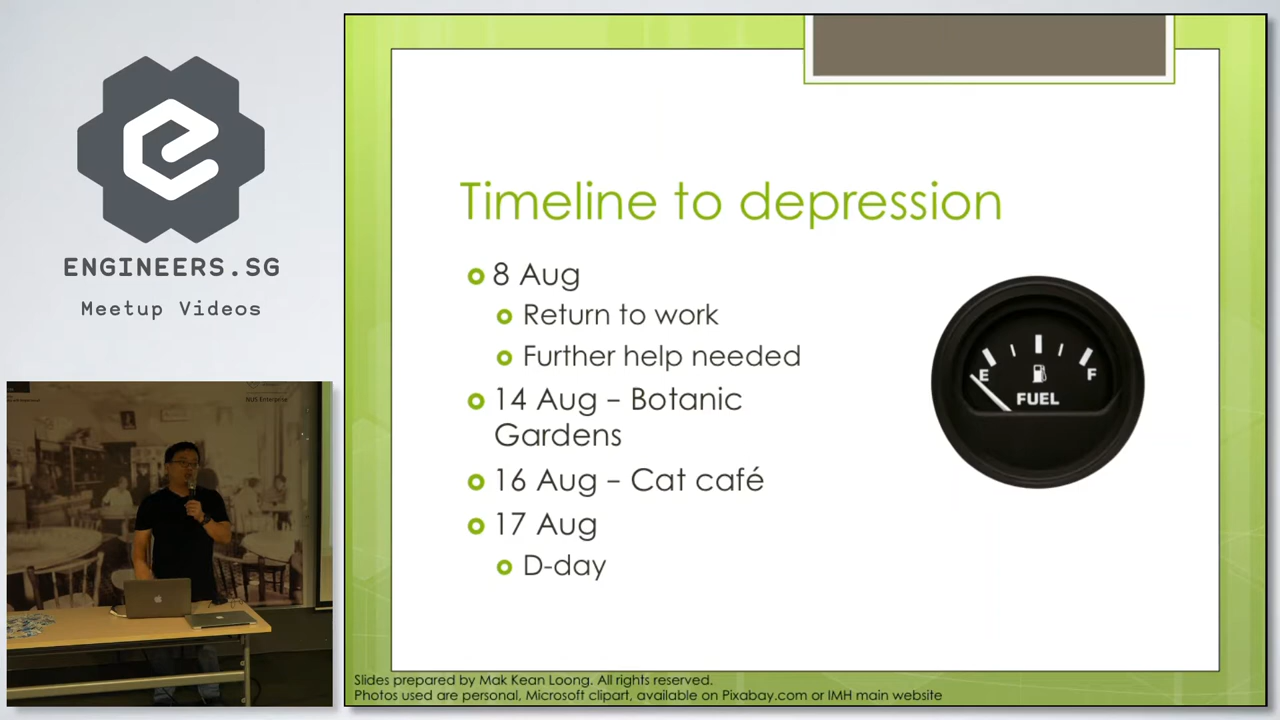 ENGINEERS.SG
Meetup Videos
NUS Enterprise
Timeline to depression
8 Aug
Return to work
Further help needed
14 Aug – Botanic
Gardens
16 Aug – Cat café
17 Aug
D-day
E
F
FUEL
Slides prepared by Mak Kean Loong. All rights reserved.
Photos used are personal, Microsoft clipart, available on Pixabay.com or IMH main website